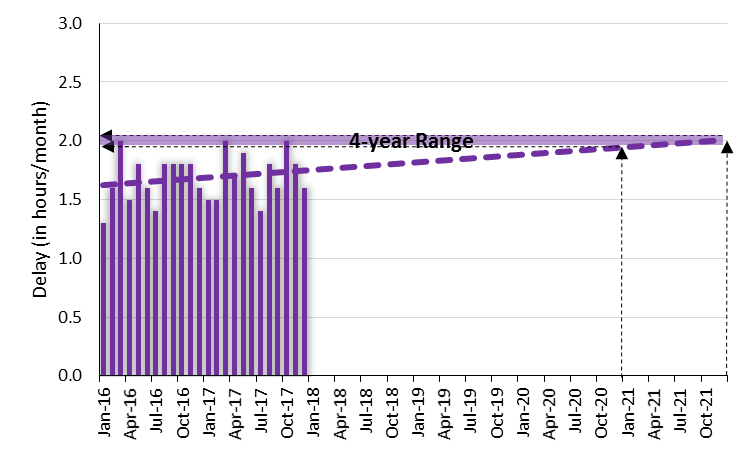 3.0
2.5
2.0
1.5
1.0
0.5
0.0
Delay (in hours/month)
4-year Range
Jan-16
Apr-16
Jul-16
Oct-16
Jan-17
Apr-17
Jul-17
Oct-17
Jan-18
Apr-18
Jul-18
Oct-18
Jan-19
Apr-19
Jul-19
Oct-19
Jan-20
Apr-20
Jul-20
Oct-20
Jan-21
Apr-21
Jul-21
Oct-21